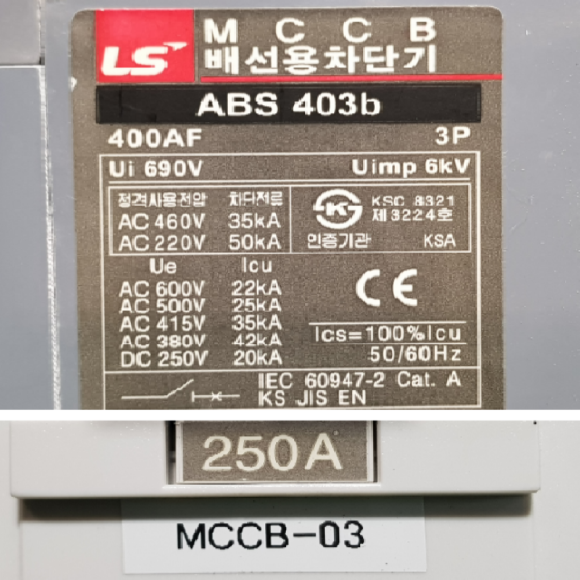 LS
M C C B
배선용차단기
ABS 403b
400AF 3P
Ui 690V Uimp 6kV
정격사용전압 차단전류
AC 460V 35kA
AC 220V 50kA
KSC 8321
제3224호
인증기관 KSA
Ue Icu
AC 600V 22kA
AC 500V 25kA
AC 415V 35kA
AC 380V 42kA
DC 250V 20kA
CE
Ics=100%Icu
50/60Hz
IEC 60947-2 Cat. A
KS JIS EN
250A
MCCB-03